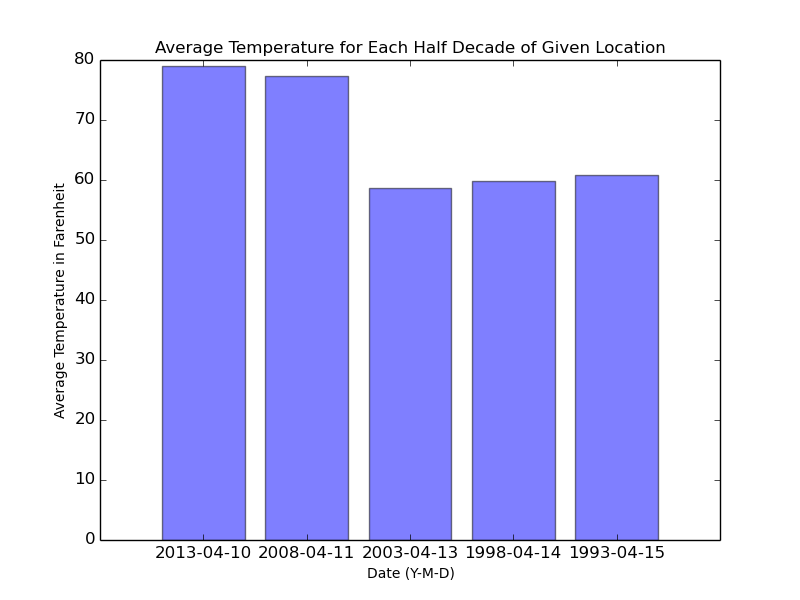 Average Temperature for Each Half Decade of Given Location
Average Temperature in Farenheit
80
70
60
50
40
30
20
10
0
2013-04-10 2008-04-11 2003-04-13 1998-04-14 1993-04-15
Date (Y-M-D)